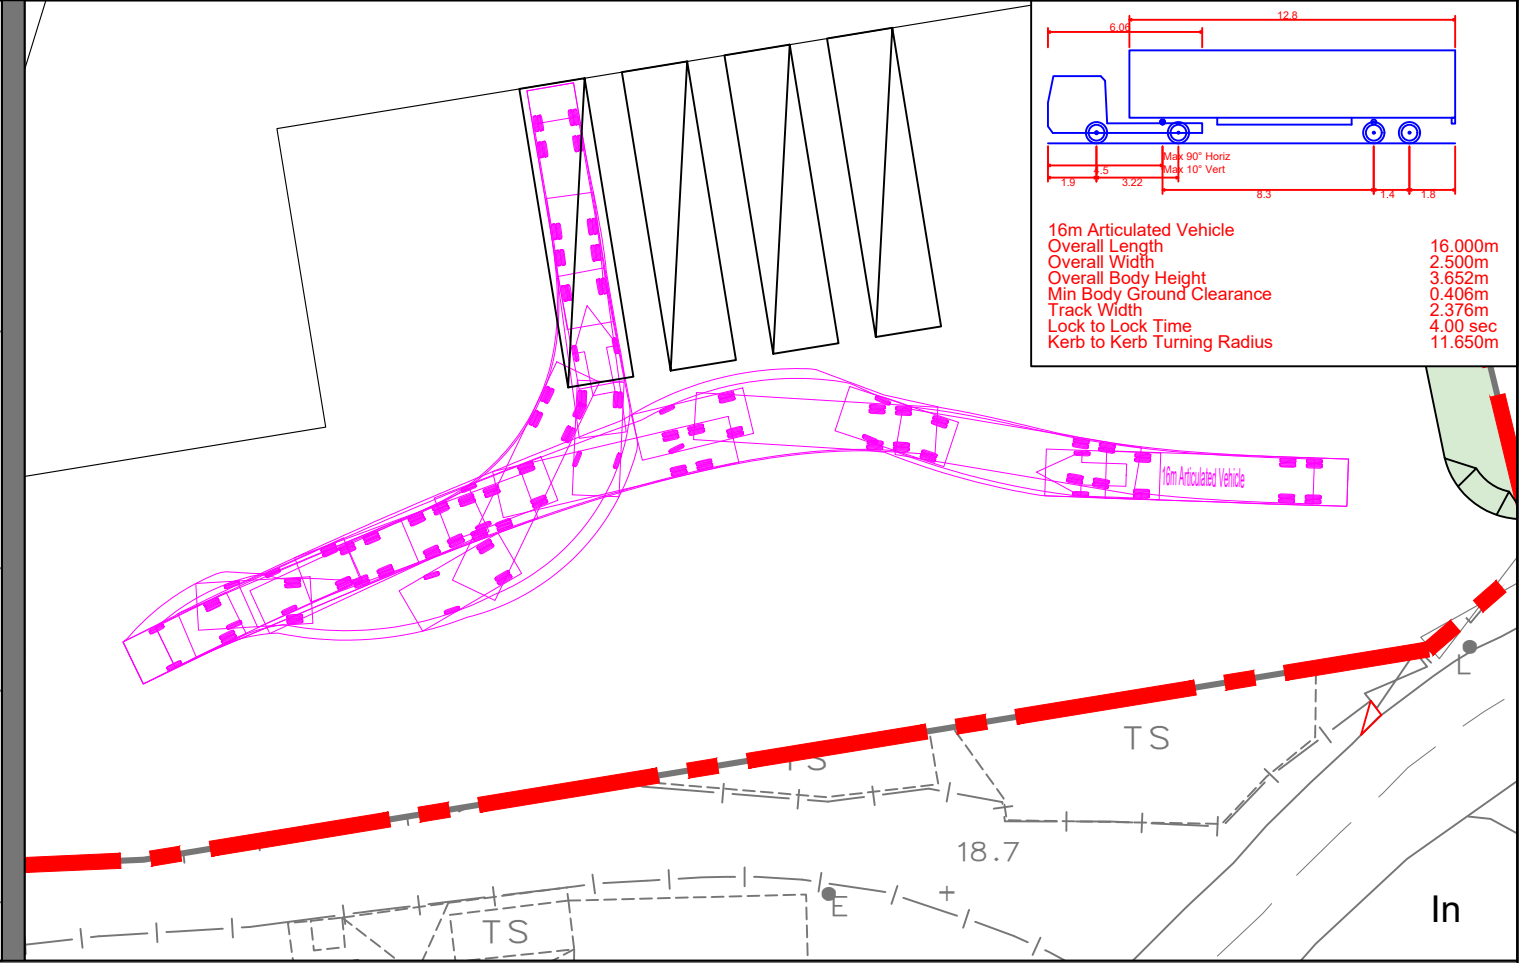 12.8
6.06
Max 90° Horiz
Max 10° Vert
4.5
1.9
3.22
8.3
1.4
1.8
16m Articulated Vehicle
Overall Length 16.000m
Overall Width 2.500m
Overall Body Height 3.652m
Min Body Ground Clearance 0.406m
Track Width 2.376m
Lock to Lock Time 4.00 sec
Kerb to Kerb Turning Radius 11.650m
16m Articulated Vehicle
L
TS
TS
18.7
E
In
TS